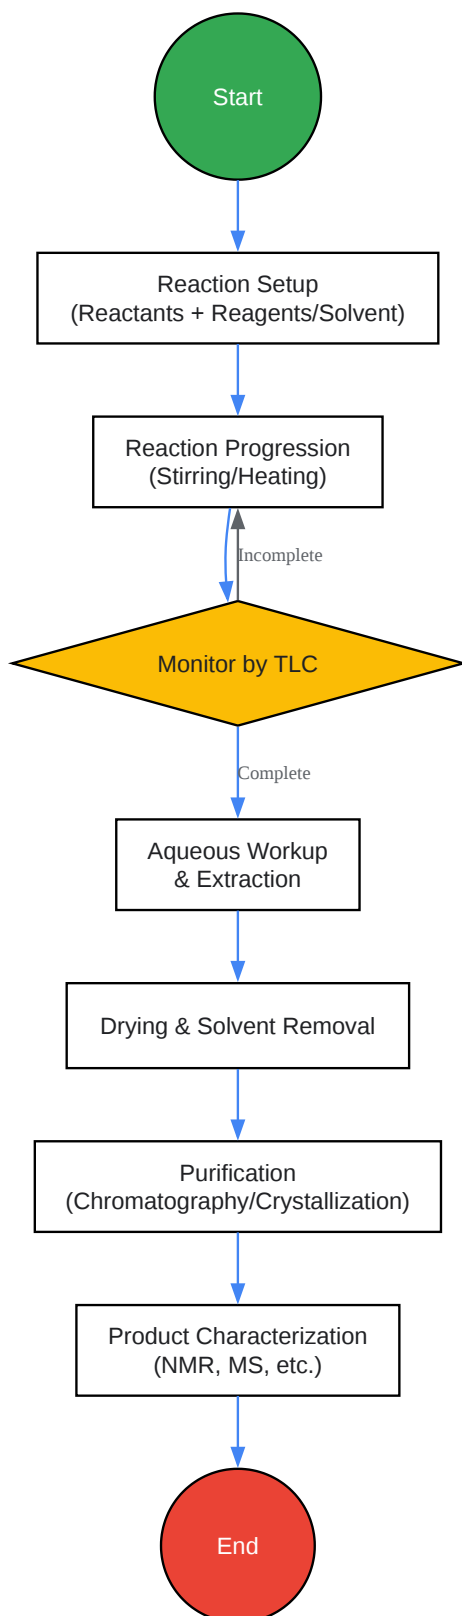 Start
Reaction Setup
(Reactants + Reagents/Solvent)
Reaction Progression
(Stirring/Heating)
Incomplete
Monitor by TLC
Complete
Aqueous Workup
& Extraction
Drying & Solvent Removal
Purification
(Chromatography/Crystallization)
Product Characterization
(NMR, MS, etc.)
End